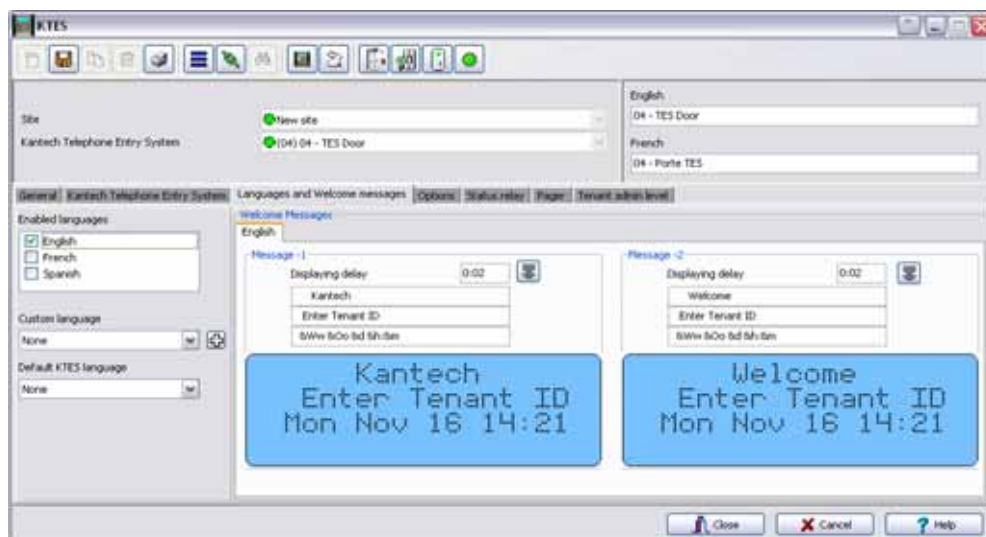 KTES
English
Site
New site
04 - TES Door
Kantech Telephone Entry System
(04) 04 - TES Door
French
04 - Porte TES
General
Kantech Telephone Entry System
Languages and Welcome messages
Options
Status relay
Pager
Tenant admin level
Enabled languages
English
French
Spanish
Custom language
None
Default KTES language
None
Welcome Messages
English
Message -1
Displaying delay
0:02
Kantech
Enter Tenant ID
&Ww &Oo &d &h:&m
Kantech
Enter Tenant ID
Mon Nov 16 14:21
Message -2
Displaying delay
0:02
Welcome
Enter Tenant ID
&Ww &Oo &d &h:&m
Welcome
Enter Tenant ID
Mon Nov 16 14:21
Close
Cancel
Help